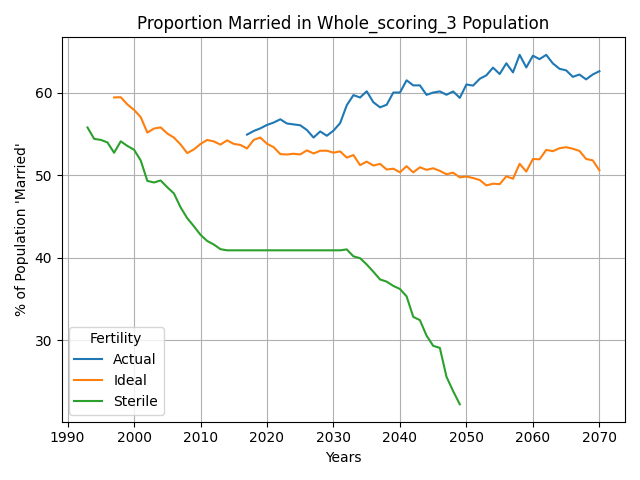 Proportion Married in Whole_scoring_3 Population
% of Population 'Married'
60
50
40
30
Fertility
Actual
Ideal
Sterile
1990 2000 2010 2020 2030 2040 2050 2060 2070
Years